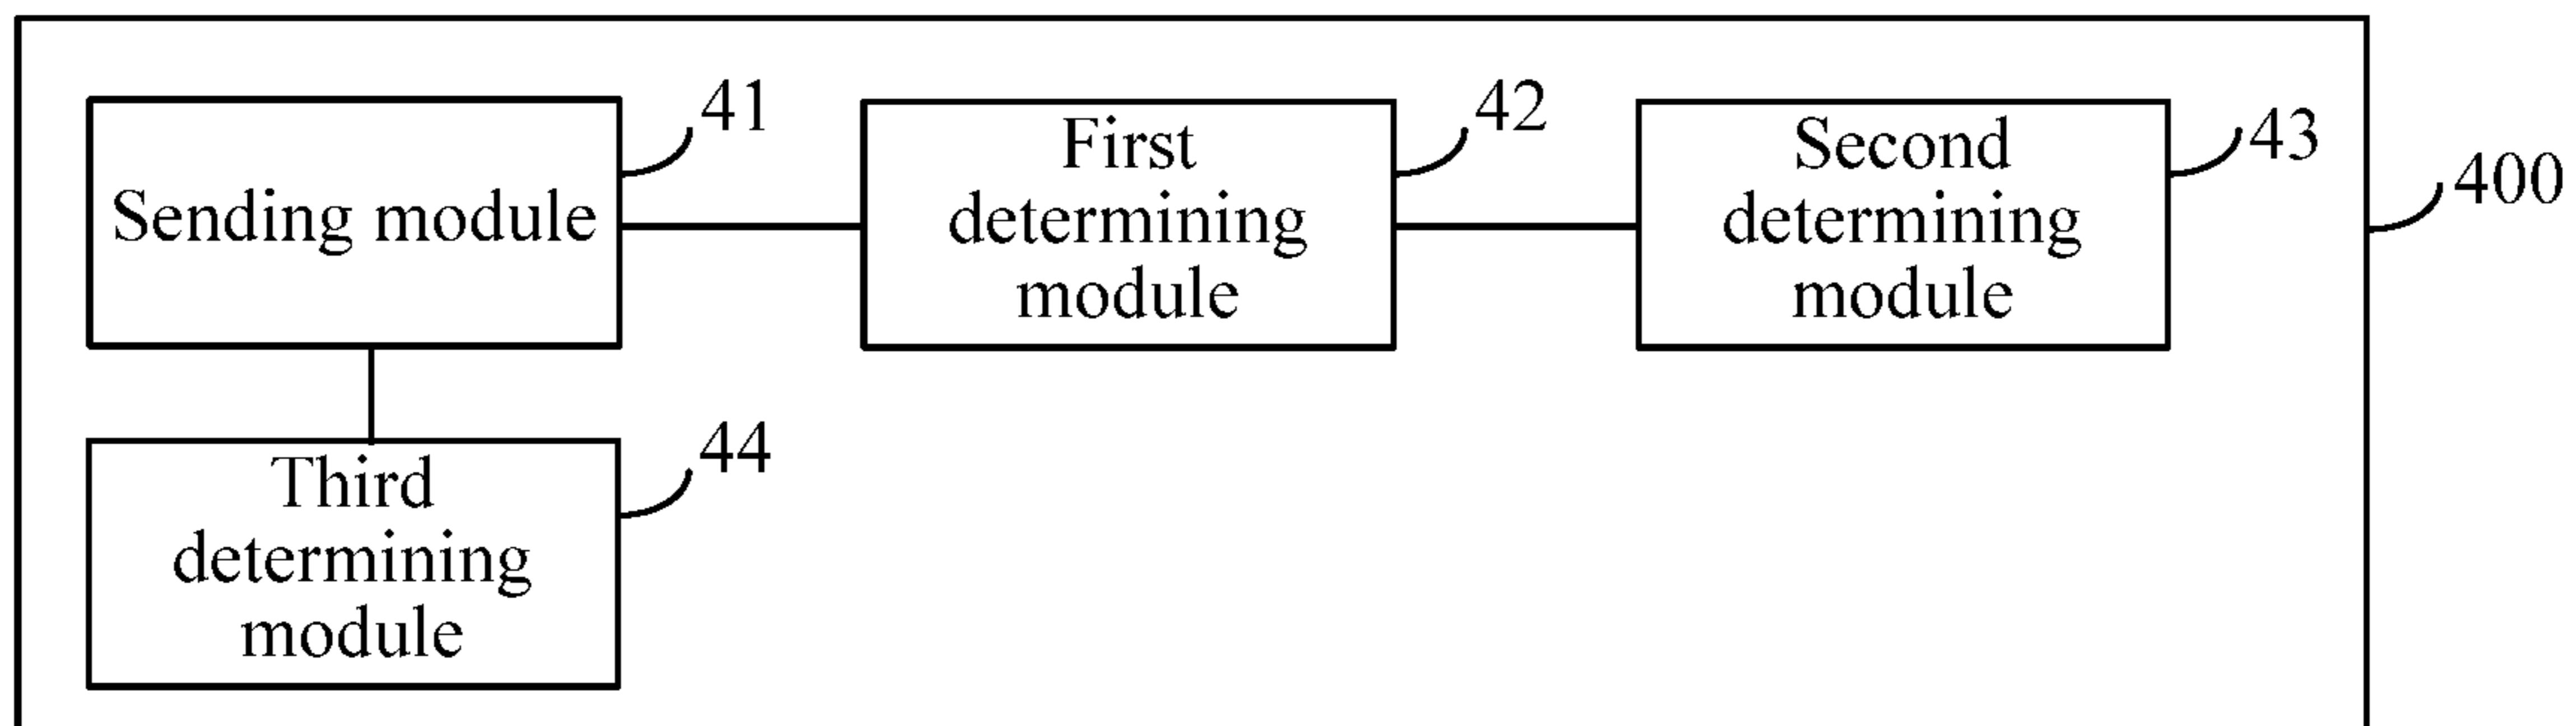 Sending module
41
First
determining
module
42
Second
determining
module
43
400
Third
determining
module
44